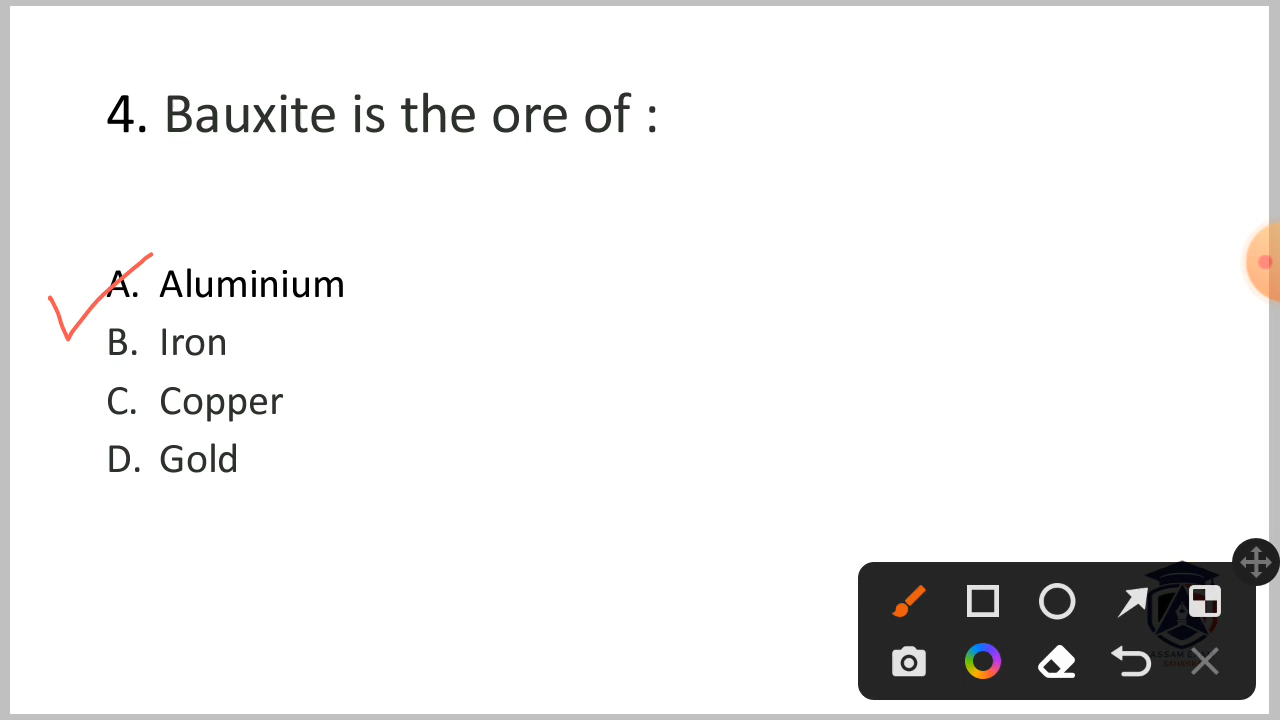 4. Bauxite is the ore of :
A. Aluminium
B. Iron
C. Copper
D. Gold